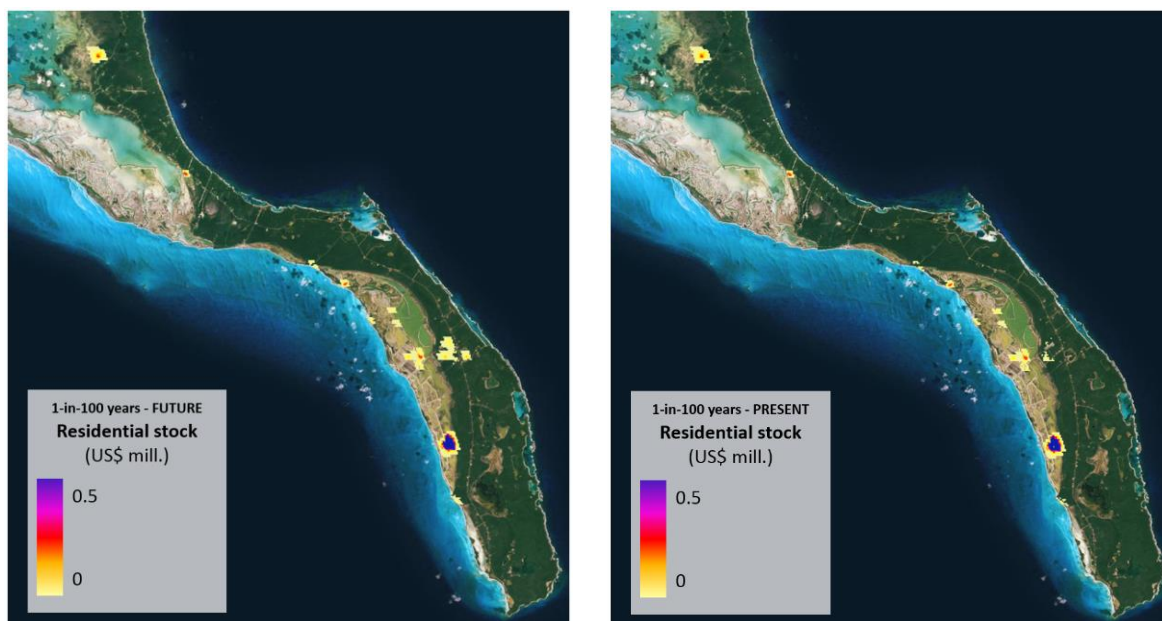 1-in-100 years - FUTURE
Residential stock
(US$ mill.)
0.5
0
1-in-100 years - PRESENT
Residential stock
(US$ mill.)
0.5
0